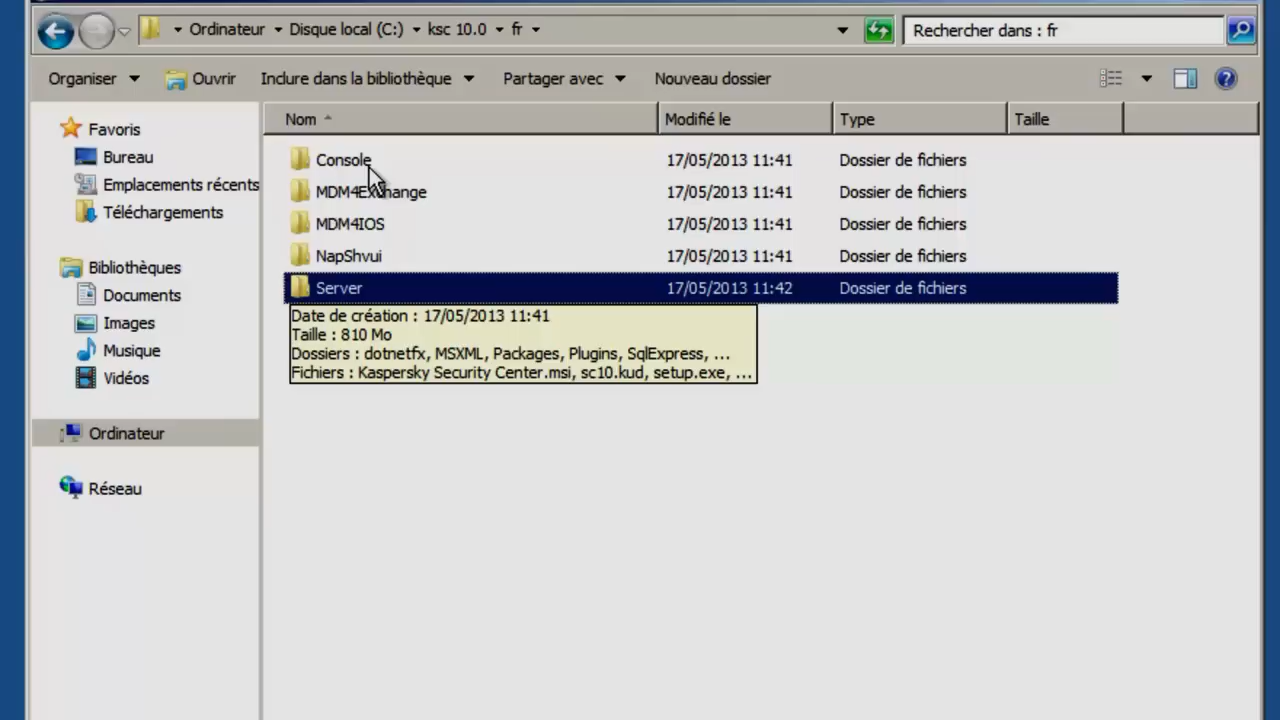 Ordinateur Disque local (C:) ksc 10.0 fr Rechercher dans : fr
Organiser Ouvrir Inclure dans la bibliothèque Partager avec Nouveau dossier
Nom Modifié le Type Taille
Favoris
Bureau
Emplacements récents
Téléchargements
Bibliothèques
Documents
Images
Musique
Vidéos
Ordinateur
Réseau
Console 17/05/2013 11:41 Dossier de fichiers
MDM4Exchange 17/05/2013 11:41 Dossier de fichiers
MDM4IOS 17/05/2013 11:41 Dossier de fichiers
NapShvui 17/05/2013 11:41 Dossier de fichiers
Server 17/05/2013 11:42 Dossier de fichiers
Date de création : 17/05/2013 11:41
Taille : 810 Mo
Dossiers : dotnetfx, MSXML, Packages, Plugins, SqlExpress, ...
Fichiers : Kaspersky Security Center.msi, sc10.kud, setup.exe, ...